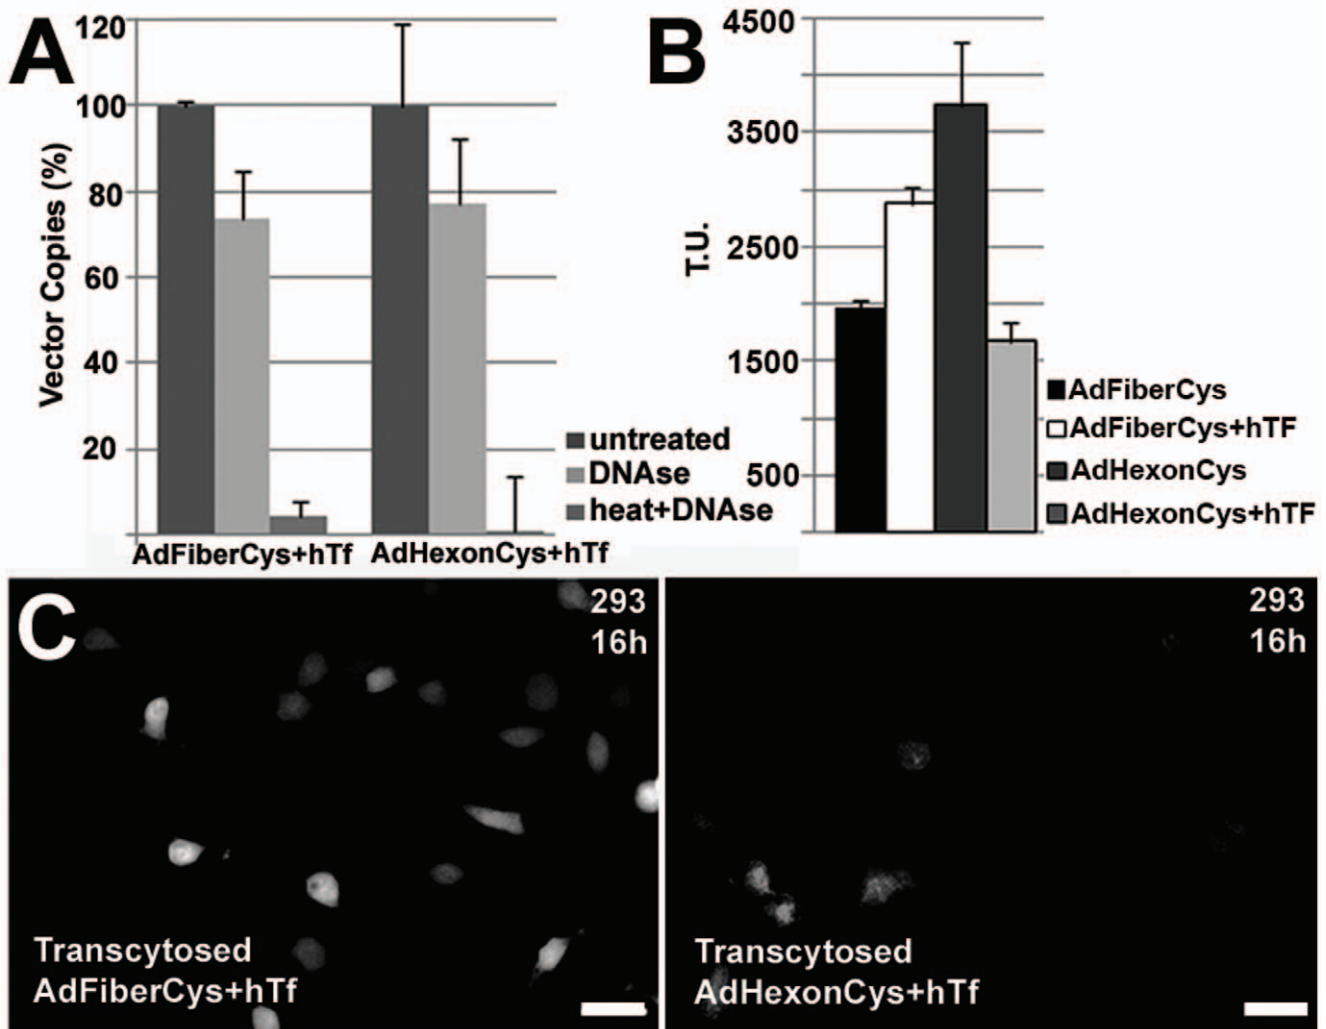 A
120
100
80
60
40
20
Vector Copies (%)
untreated
DNAse
heat+DNAse
AdFiberCys+hTf AdHexonCys+hTf
B
4500
3500
2500
1500
500
T.U.
AdFiberCys
AdFiberCys+hTF
AdHexonCys
AdHexonCys+hTF
C
293
16h
Transcytosed
AdFiberCys+hTf
293
16h
Transcytosed
AdHexonCys+hTf